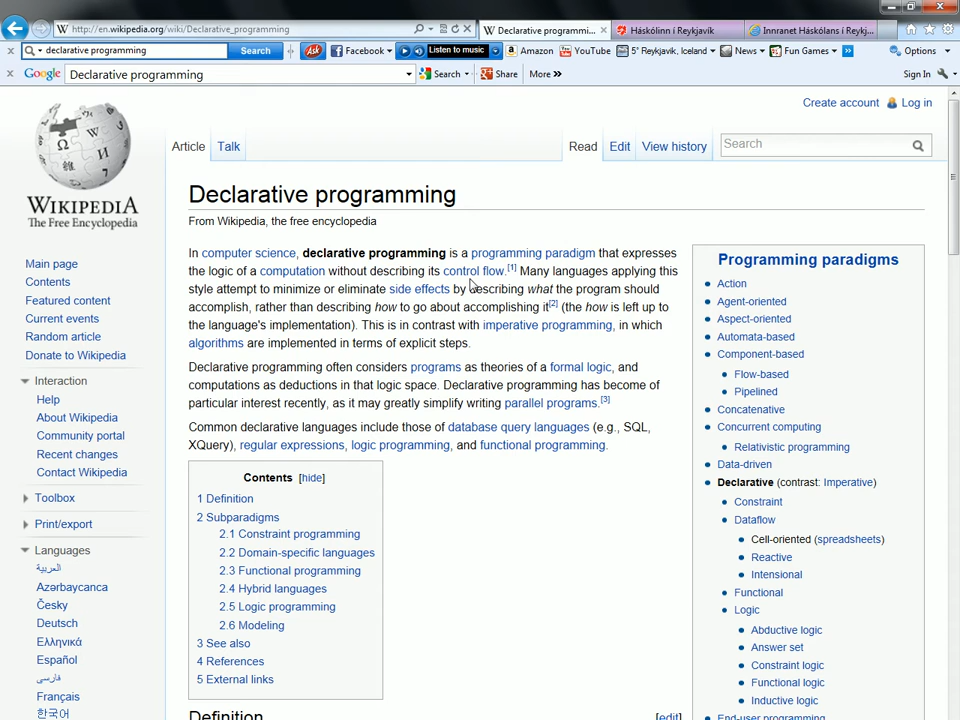 http://en.wikipedia.org/wiki/Declarative_programming
Declarative programmi...
Háskólinn í Reykjavík
Innranet Háskólans í Reykj...
declarative programming
Search
Ask
Facebook
Listen to music
Amazon
YouTube
5° Reykjavik, Iceland
News
Fun Games
»
Options
Google
Declarative programming
Search
Share
More »
Sign In
Create account
Log in
Article
Talk
Read
Edit
View history
Search
WIKIPEDIA
The Free Encyclopedia
Main page
Contents
Featured content
Current events
Random article
Donate to Wikipedia
Interaction
Help
About Wikipedia
Community portal
Recent changes
Contact Wikipedia
Toolbox
Print/export
Languages
العربية
Azərbaycanca
Česky
Deutsch
Ελληνικά
Español
فارسی
Français
한국어
Declarative programming
From Wikipedia, the free encyclopedia
In computer science, declarative programming is a programming paradigm that expresses
the logic of a computation without describing its control flow.[1] Many languages applying this
style attempt to minimize or eliminate side effects by describing what the program should
accomplish, rather than describing how to go about accomplishing it[2] (the how is left up to
the language's implementation). This is in contrast with imperative programming, in which
algorithms are implemented in terms of explicit steps.
Declarative programming often considers programs as theories of a formal logic, and
computations as deductions in that logic space. Declarative programming has become of
particular interest recently, as it may greatly simplify writing parallel programs.[3]
Common declarative languages include those of database query languages (e.g., SQL,
XQuery), regular expressions, logic programming, and functional programming.
Contents [hide]
1 Definition
2 Subparadigms
2.1 Constraint programming
2.2 Domain-specific languages
2.3 Functional programming
2.4 Hybrid languages
2.5 Logic programming
2.6 Modeling
3 See also
4 References
5 External links
Definition
[edit]
Programming paradigms
Action
Agent-oriented
Aspect-oriented
Automata-based
Component-based
Flow-based
Pipelined
Concatenative
Concurrent computing
Relativistic programming
Data-driven
Declarative (contrast: Imperative)
Constraint
Dataflow
Cell-oriented (spreadsheets)
Reactive
Intensional
Functional
Logic
Abductive logic
Answer set
Constraint logic
Functional logic
Inductive logic
End-user programming